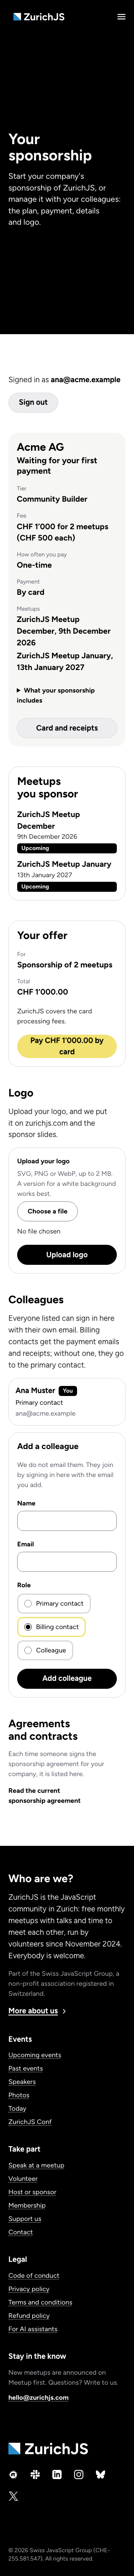 ZurichJS
Your
sponsorship
Start your company's
sponsorship of ZurichJS, or
manage it with your colleagues:
the plan, payment, details
and logo.
Signed in as ana@acme.example
Sign out
Acme AG
Waiting for your first
payment
Tier
Community Builder
Fee
CHF 1'000 for 2 meetups
(CHF 500 each)
How often you pay
One-time
Payment
By card
Meetups
ZurichJS Meetup
December, 9th December
2026
ZurichJS Meetup January,
13th January 2027
What your sponsorship
includes
Card and receipts
Meetups
you sponsor
ZurichJS Meetup
December
9th December 2026
Upcoming
ZurichJS Meetup January
13th January 2027
Upcoming
Your offer
For
Sponsorship of 2 meetups
Total
CHF 1'000.00
ZurichJS covers the card
processing fees.
Pay CHF 1'000.00 by
card
Logo
Upload your logo, and we put
it on zurichjs.com and the
sponsor slides.
Upload your logo
SVG, PNG or WebP, up to 2 MB.
A version for a white background
works best.
Choose a file
No file chosen
Upload logo
Colleagues
Everyone listed can sign in here
with their own email. Billing
contacts get the payment emails
and receipts; without one, they go
to the primary contact.
Ana Muster You
Primary contact
ana@acme.example
Add a colleague
We do not email them. They join
by signing in here with the email
you add.
Name
Email
Role
Primary contact
Billing contact
Colleague
Add colleague
Agreements
and contracts
Each time someone signs the
sponsorship agreement for your
company, it is listed here.
Read the current
sponsorship agreement
Who are we?
ZurichJS is the JavaScript
community in Zurich: free monthly
meetups with talks and time to
meet each other, run by
volunteers since November 2024.
Everybody is welcome.
Part of the Swiss JavaScript Group, a
non-profit association registered in
Switzerland.
More about us
Events
Upcoming events
Past events
Speakers
Photos
Today
ZurichJS Conf
Take part
Speak at a meetup
Volunteer
Host or sponsor
Membership
Support us
Contact
Legal
Code of conduct
Privacy policy
Terms and conditions
Refund policy
For AI assistants
Stay in the know
New meetups are announced on
Meetup first. Questions? Write to us.
hello@zurichjs.com
ZurichJS
© 2026 Swiss JavaScript Group (CHE-
255.581.547). All rights reserved.